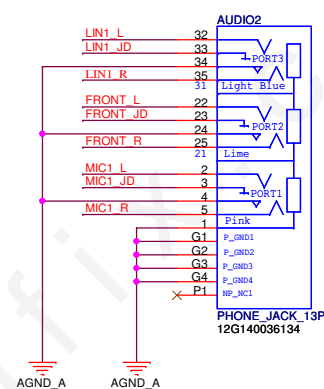 AUDIO2
LIN1_L 32
LIN1_JD 33
34 PORT3
LIN1_R 35
31 Light Blue
FRONT_L 22
FRONT_JD 23
24 PORT2
FRONT_R 25
21 Lime
MIC1_L 2
MIC1_JD 3
4 PORT1
MIC1_R 5
1 Pink
G1 P_GND1
G2 P_GND2
G3 P_GND3
G4 P_GND4
P1 NP_NC1
PHONE_JACK_13P
12G140036134
AGND_A AGND_A